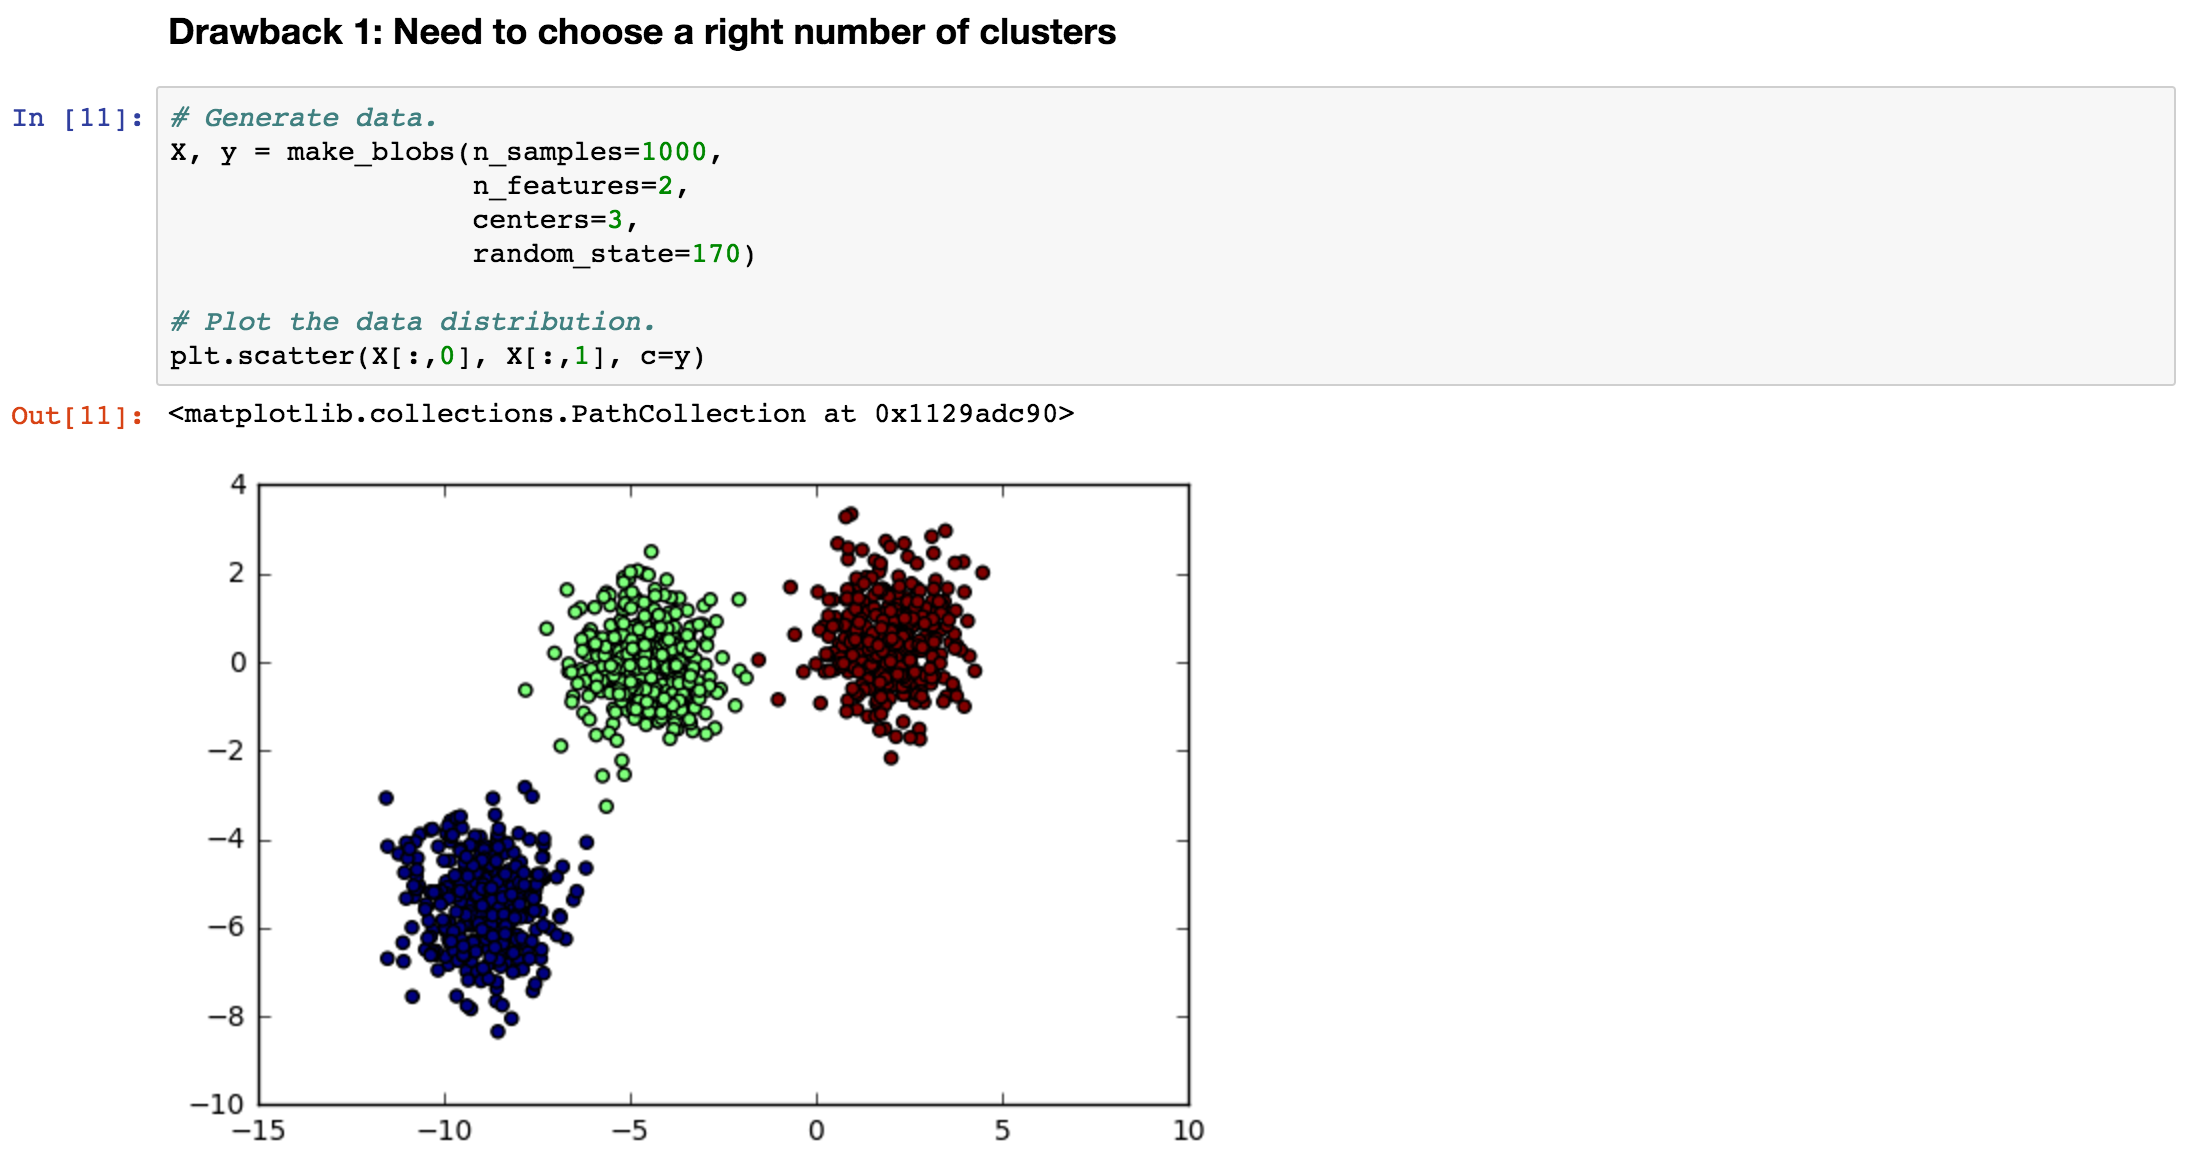 Drawback 1: Need to choose a right number of clusters
In [11]:
# Generate data.
X, y = make_blobs(n_samples=1000,
n_features=2,
centers=3,
random_state=170)
# Plot the data distribution.
plt.scatter(X[:,0], X[:,1], c=y)
Out[11]: <matplotlib.collections.PathCollection at 0x1129adc90>
4
2
0
−2
−4
−6
−8
−10
−15 −10 −5 0 5 10